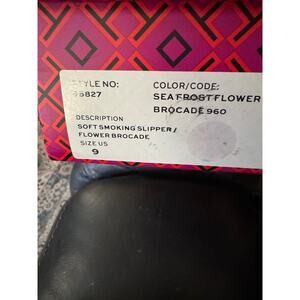 STYLE NO:
COLOR/CODE:
SEA FROST FLOWER
BROCADE 960
DESCRIPTION
SOFT SMOKING SLIPPER /
FLOWER BROCADE
SIZE US
9